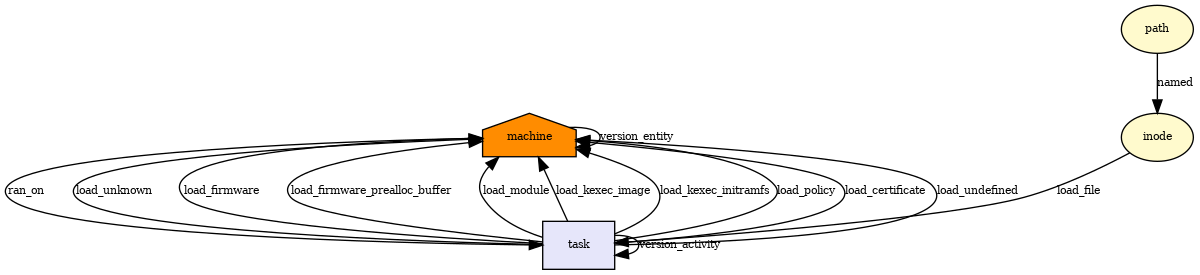 path
named
machine
version_entity
inode
ran_on
load_unknown
load_firmware
load_firmware_prealloc_buffer
load_module
load_kexec_image
load_kexec_initramfs
load_policy
load_certificate
load_undefined
load_file
task
version_activity